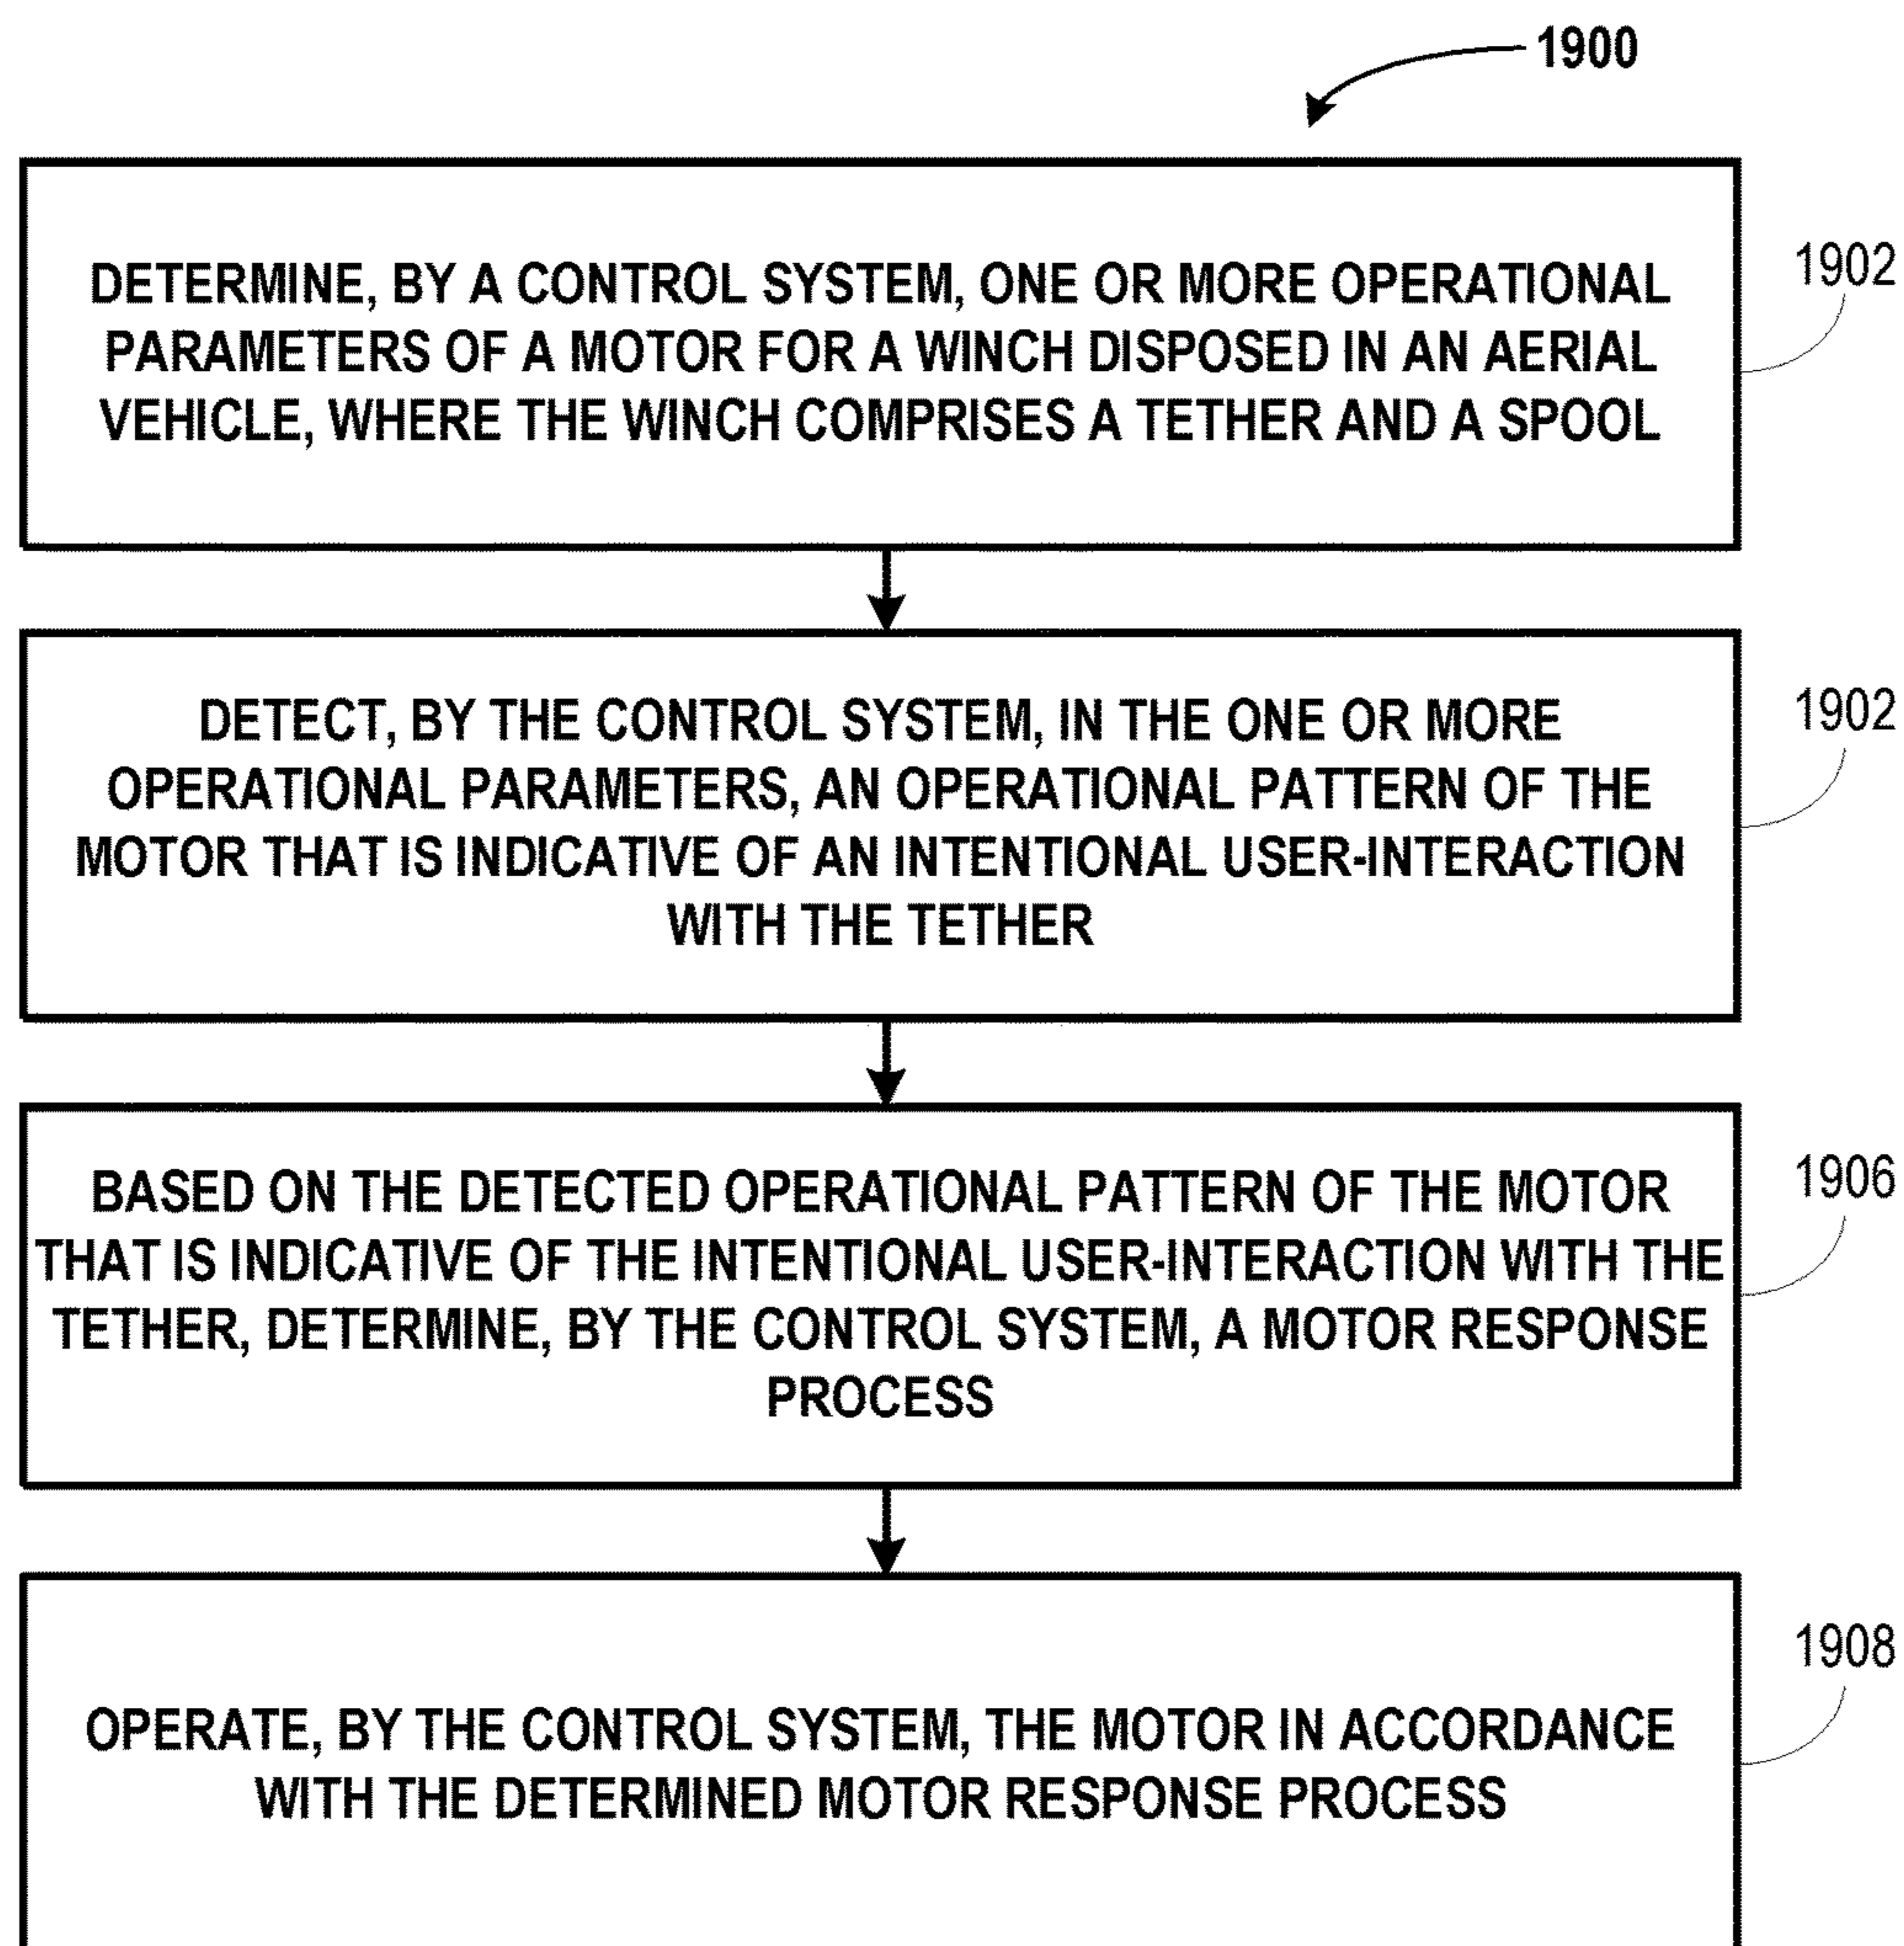 1900
DETERMINE, BY A CONTROL SYSTEM, ONE OR MORE OPERATIONAL
PARAMETERS OF A MOTOR FOR A WINCH DISPOSED IN AN AERIAL
VEHICLE, WHERE THE WINCH COMPRISES A TETHER AND A SPOOL
1902
DETECT, BY THE CONTROL SYSTEM, IN THE ONE OR MORE
OPERATIONAL PARAMETERS, AN OPERATIONAL PATTERN OF THE
MOTOR THAT IS INDICATIVE OF AN INTENTIONAL USER-INTERACTION
WITH THE TETHER
1902
BASED ON THE DETECTED OPERATIONAL PATTERN OF THE MOTOR
THAT IS INDICATIVE OF THE INTENTIONAL USER-INTERACTION WITH THE
TETHER, DETERMINE, BY THE CONTROL SYSTEM, A MOTOR RESPONSE
PROCESS
1906
OPERATE, BY THE CONTROL SYSTEM, THE MOTOR IN ACCORDANCE
WITH THE DETERMINED MOTOR RESPONSE PROCESS
1908